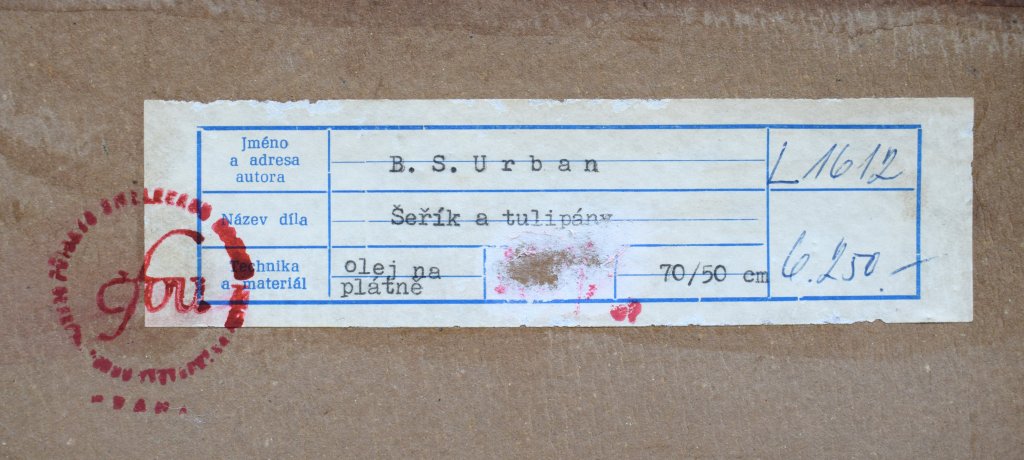 Jméno
a adresa
autora
B. S. Urban
L 1612
Název díla
Šeřík a tulipány
Technika
a materiál
olej na
plátně
70/50 cm
6.250.—
čfvu